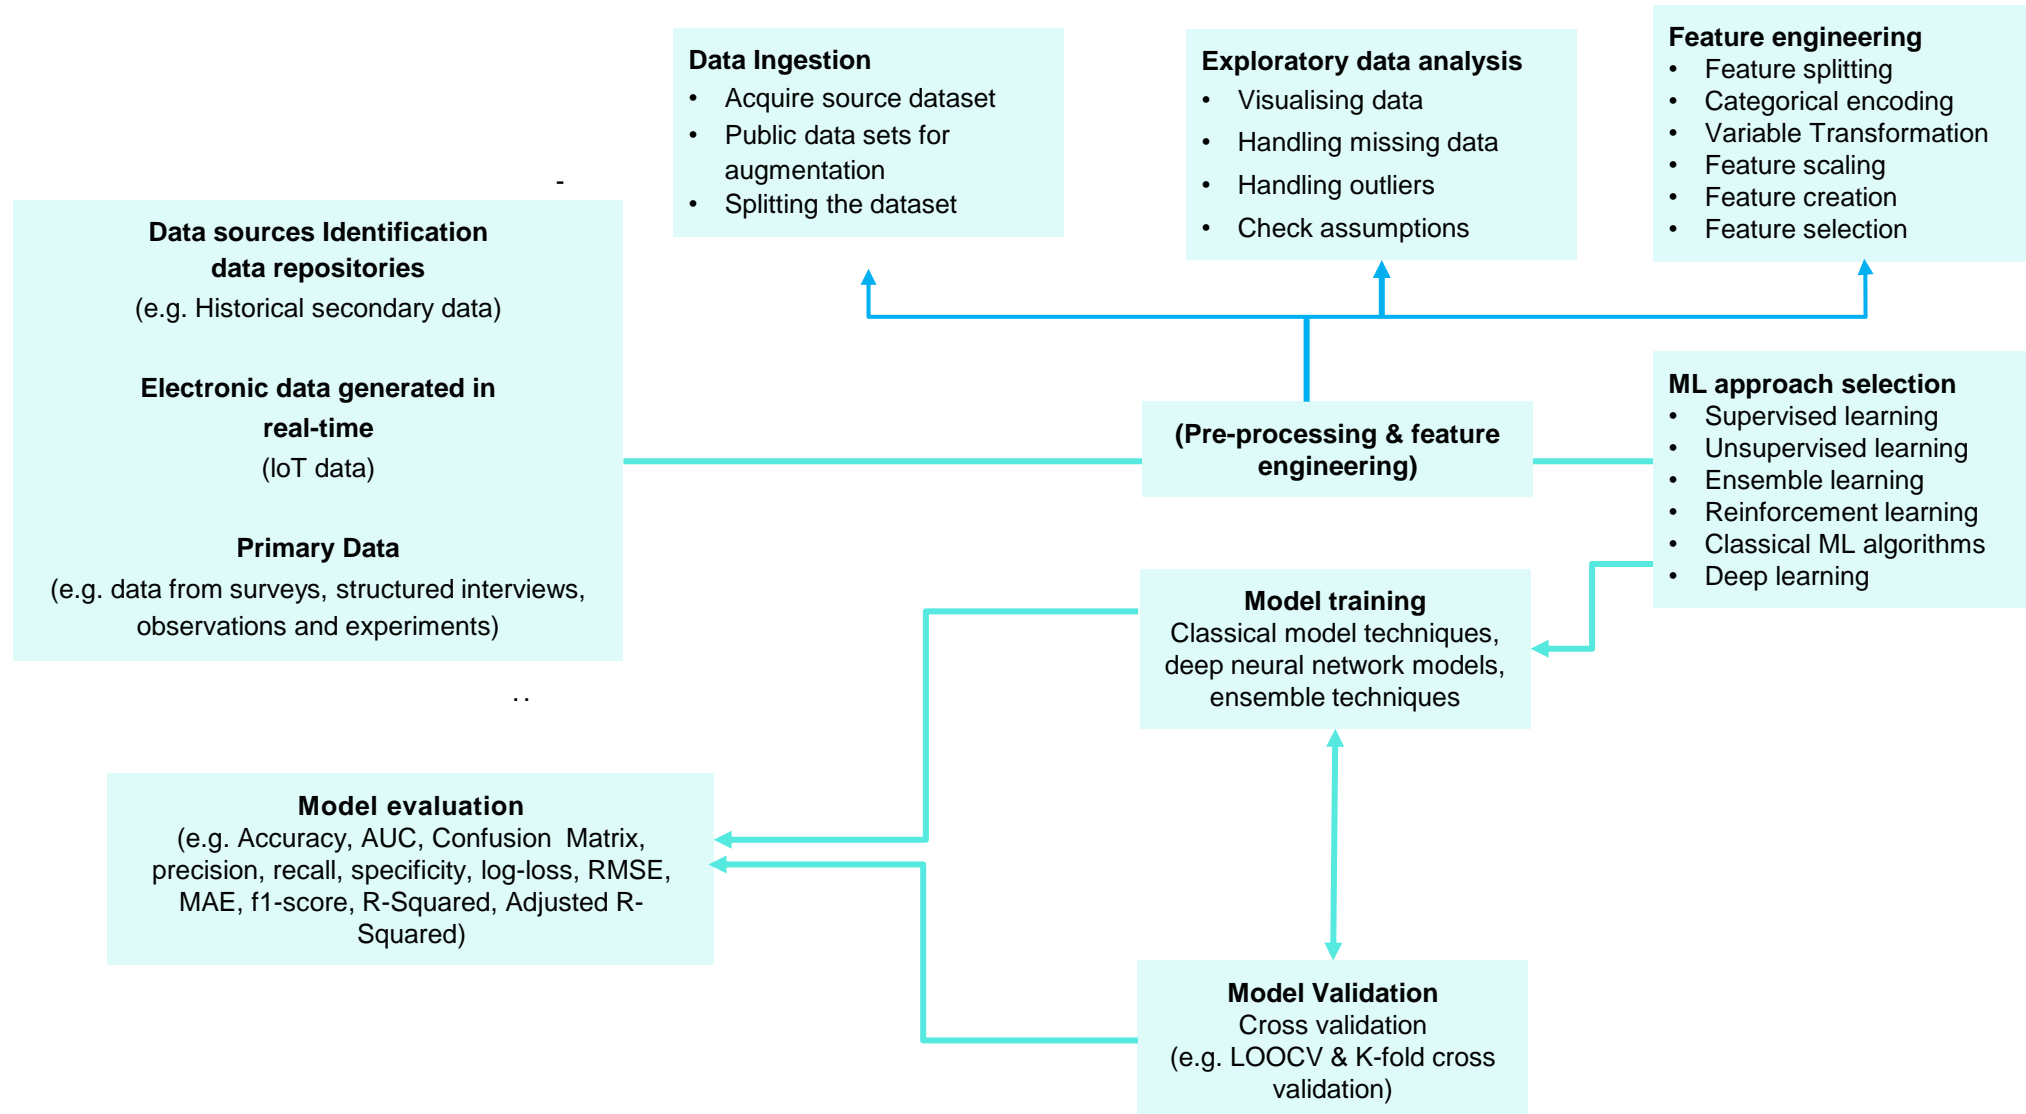 Data Ingestion
• Acquire source dataset
• Public data sets for
augmentation
• Splitting the dataset
Exploratory data analysis
• Visualising data
• Handling missing data
• Handling outliers
• Check assumptions
Feature engineering
• Feature splitting
• Categorical encoding
• Variable Transformation
• Feature scaling
• Feature creation
• Feature selection
-
Data sources Identification
data repositories
(e.g. Historical secondary data)
Electronic data generated in
real-time
(IoT data)
Primary Data
(e.g. data from surveys, structured interviews,
observations and experiments)
..
(Pre-processing & feature
engineering)
ML approach selection
• Supervised learning
• Unsupervised learning
• Ensemble learning
• Reinforcement learning
• Classical ML algorithms
• Deep learning
Model training
Classical model techniques,
deep neural network models,
ensemble techniques
Model evaluation
(e.g. Accuracy, AUC, Confusion Matrix,
precision, recall, specificity, log-loss, RMSE,
MAE, f1-score, R-Squared, Adjusted R-
Squared)
Model Validation
Cross validation
(e.g. LOOCV & K-fold cross
validation)